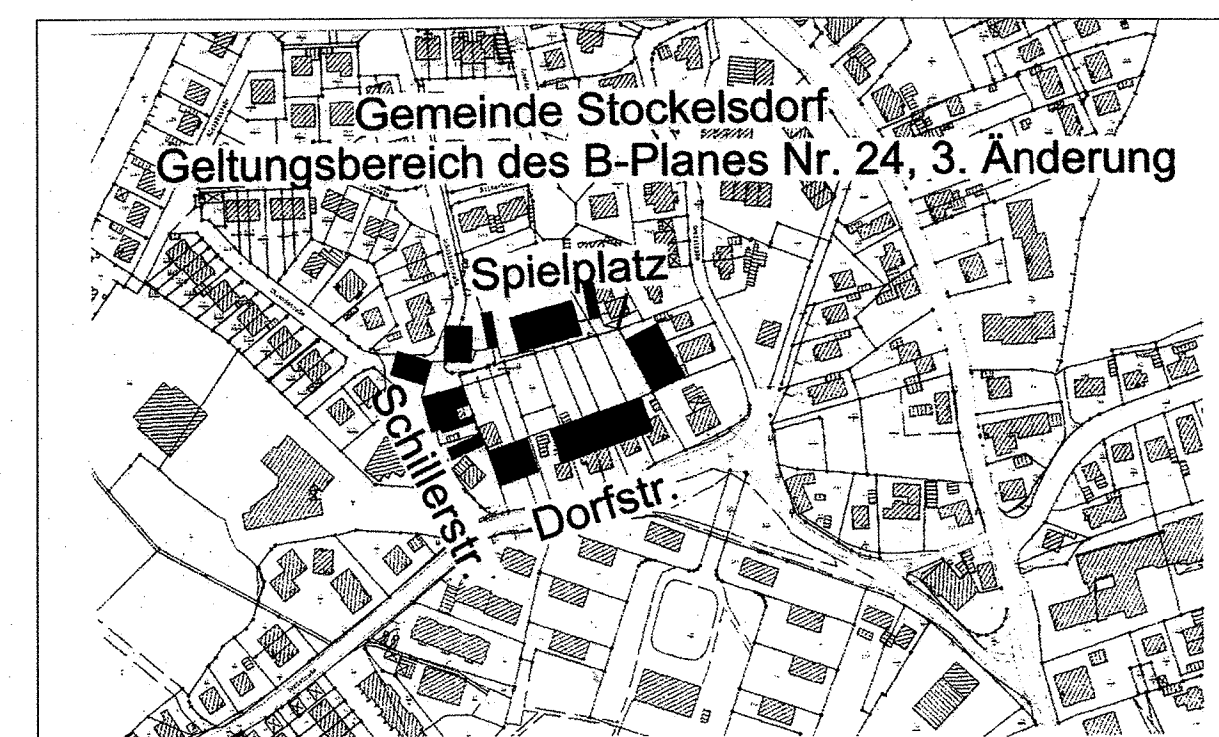 Gemeinde Stockelsdorf
Geltungsbereich des B-Planes Nr. 24, 3. Änderung
Spielplatz
Schillerstr.
Dorfstr.